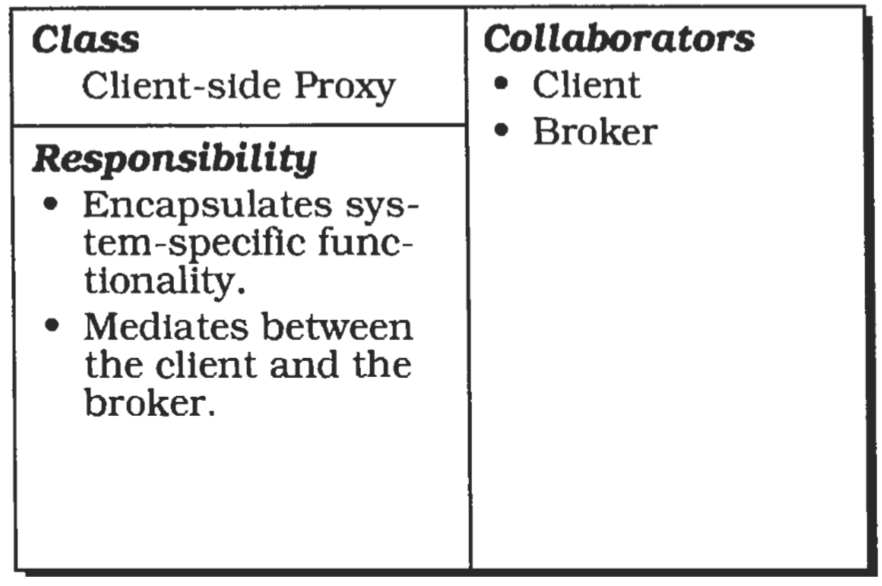 Class
Client-side Proxy
Responsibility
• Encapsulates sys-
tem-specific func-
tionality.
• Mediates between
the client and the
broker.
Collaborators
• Client
• Broker